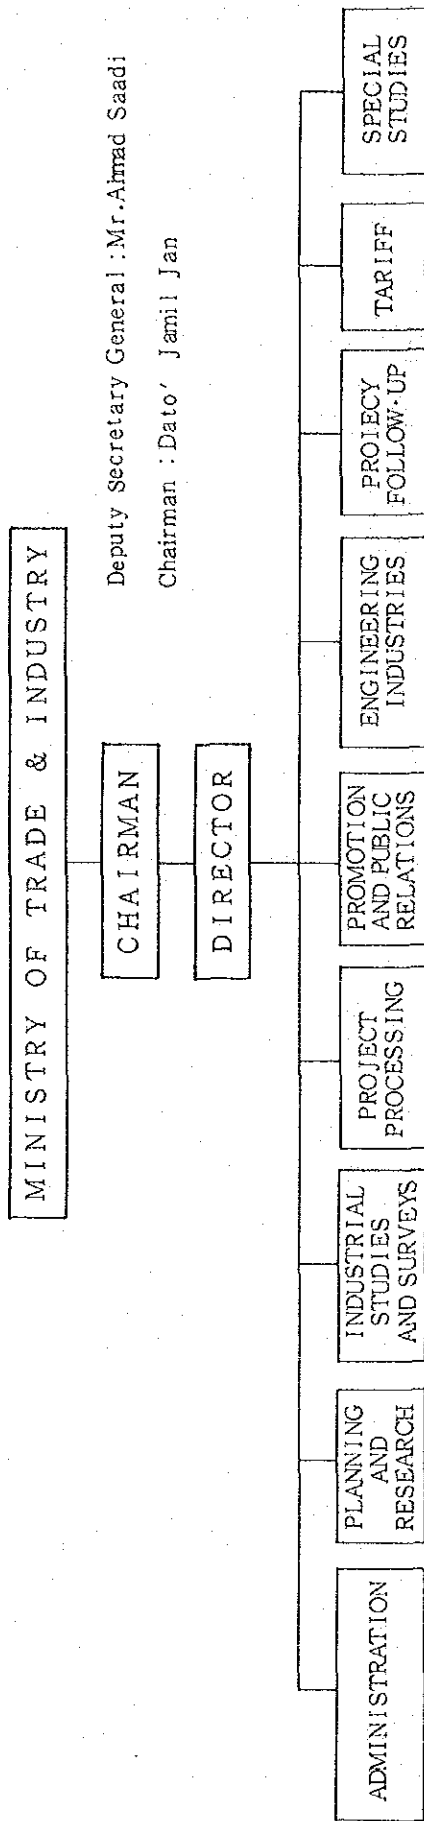 MINISTRY OF TRADE & INDUSTRY
Deputy Secretary General : Mr. Ahmad Saadi
Chairman : Dato' Jamil Jan
CHAIRMAN
DIRECTOR
ADMINISTRATION
PLANNING
AND
RESEARCH
INDUSTRIAL
STUDIES
AND SURVEYS
PROJECT
PROCESSING
PROMOTION
AND PUBLIC
RELATIONS
ENGINEERING
INDUSTRIES
PROIECY
FOLLOW-UP
TARIFF
SPECIAL
STUDIES